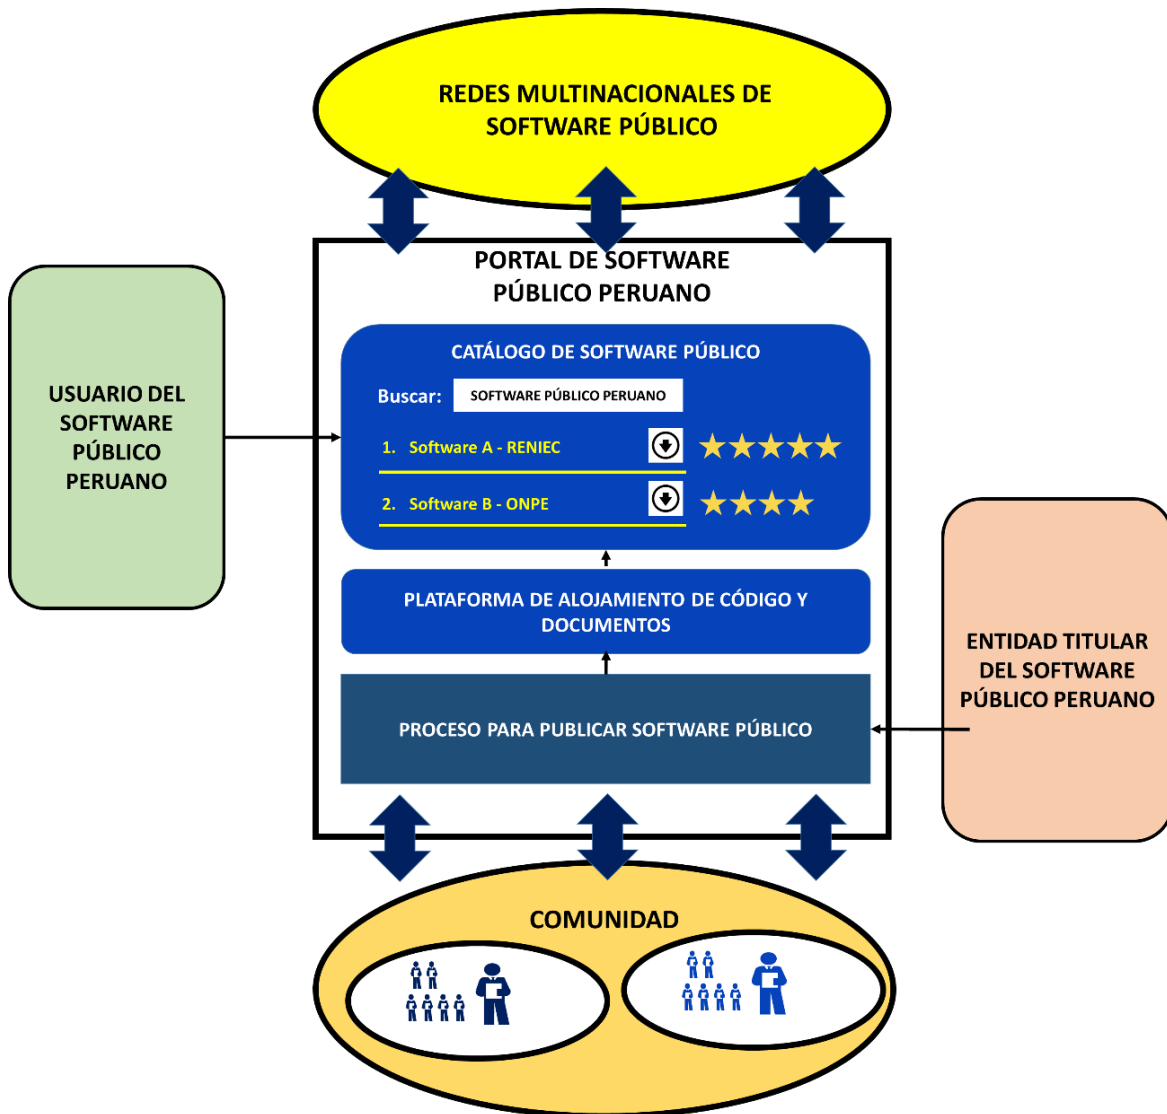 REDES MULTINACIONALES DE
SOFTWARE PÚBLICO
PORTAL DE SOFTWARE
PÚBLICO PERUANO
USUARIO DEL
SOFTWARE
PÚBLICO
PERUANO
CATÁLOGO DE SOFTWARE PÚBLICO
Buscar: SOFTWARE PÚBLICO PERUANO
1. Software A - RENIEC
2. Software B - ONPE
PLATAFORMA DE ALOJAMIENTO DE CÓDIGO Y
DOCUMENTOS
ENTIDAD TITULAR
DEL SOFTWARE
PÚBLICO PERUANO
PROCESO PARA PUBLICAR SOFTWARE PÚBLICO
COMUNIDAD